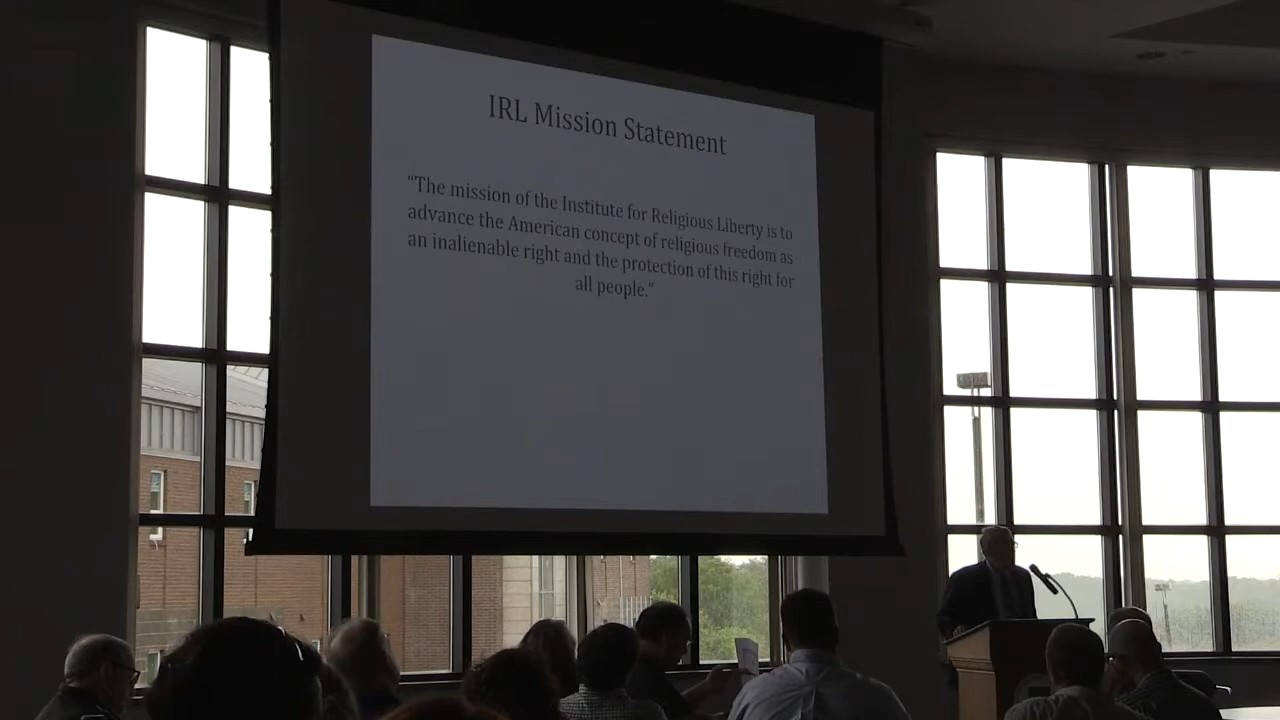 IRL Mission Statement
“The mission of the Institute for Religious Liberty is to
advance the American concept of religious freedom as
an inalienable right and the protection of this right for
all people.”